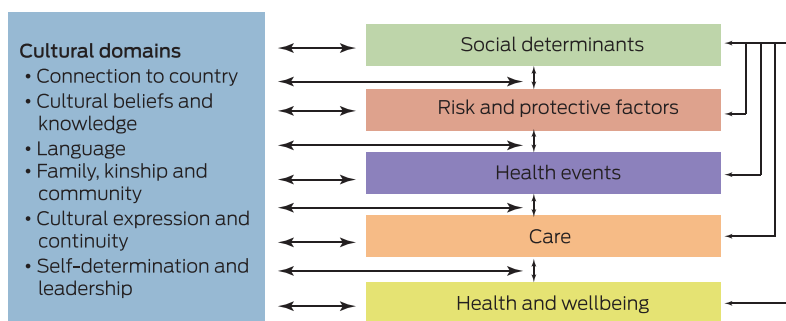 Cultural domains
• Connection to country
• Cultural beliefs and
knowledge
• Language
• Family, kinship and
community
• Cultural expression and
continuity
• Self-determination and
leadership
Social determinants
Risk and protective factors
Health events
Care
Health and wellbeing